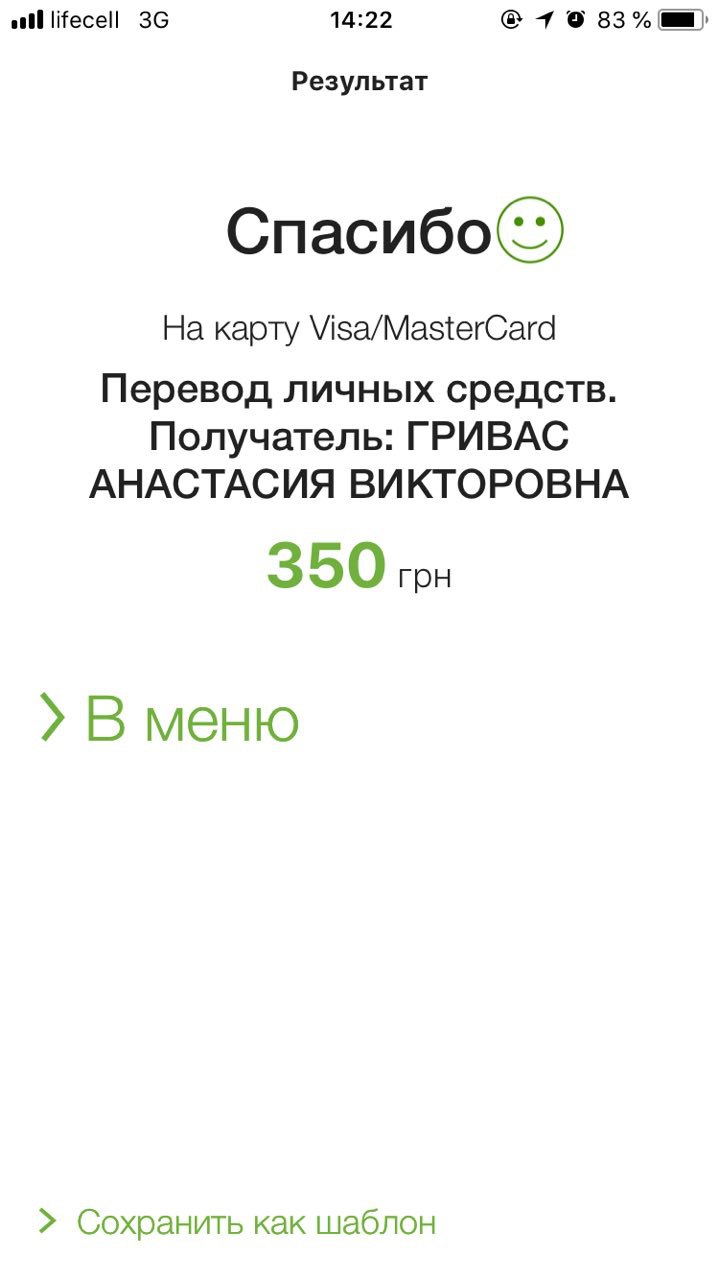 lifecell 3G 14:22 83 %
Результат
Спасибо
На карту Visa/MasterCard
Перевод личных средств.
Получатель: ГРИВАС
АНАСТАСИЯ ВИКТОРОВНА
350 грн
В меню
Сохранить как шаблон